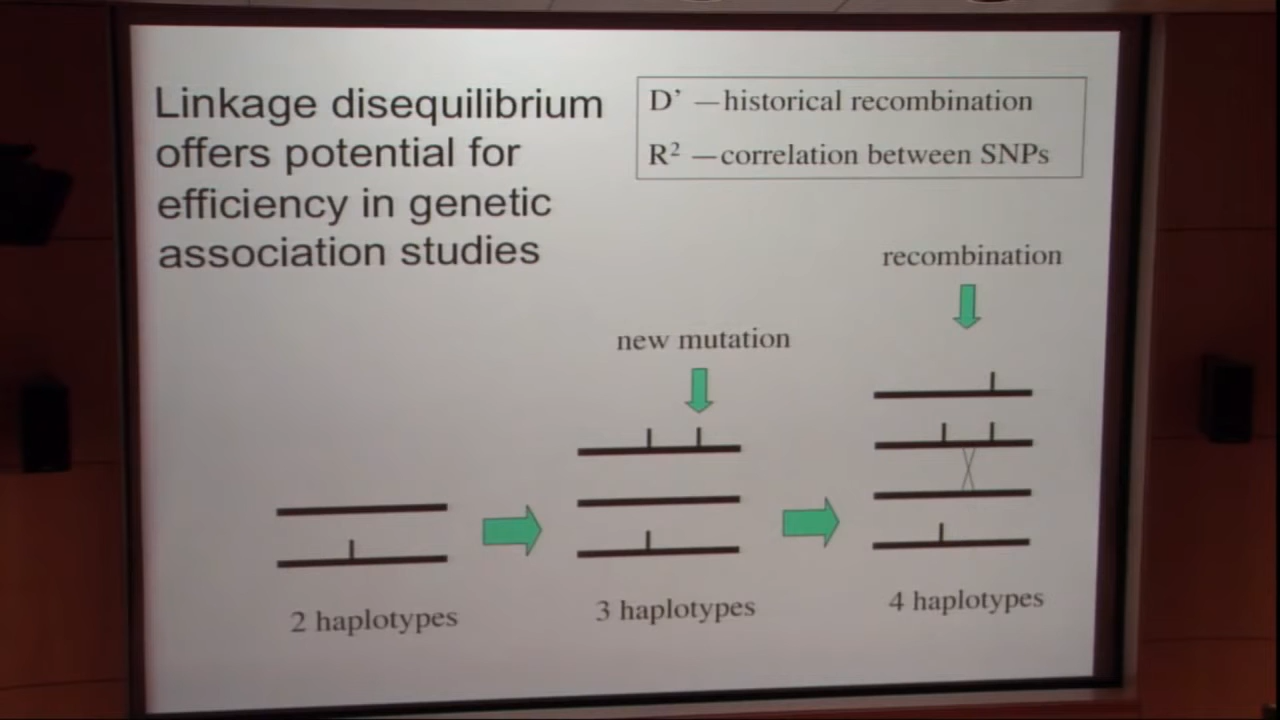 Linkage disequilibrium
offers potential for
efficiency in genetic
association studies
D’ —historical recombination
R² —correlation between SNPs
recombination
new mutation
2 haplotypes
3 haplotypes
4 haplotypes